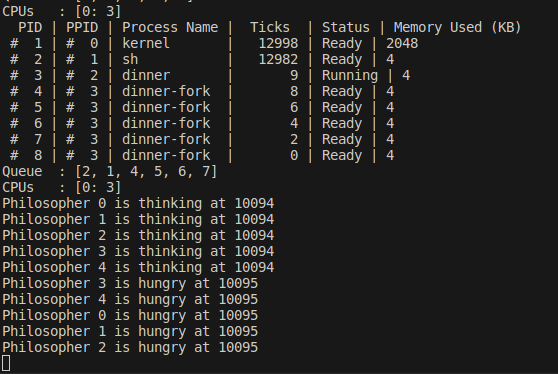 CPUs   : [0: 3]
  PID | PPID | Process Name  |   Ticks  | Status | Memory Used (KB)
 #  1 | #  0 | kernel        |   12998 | Ready | 2048
 #  2 | #  1 | sh            |   12982 | Ready | 4
 #  3 | #  2 | dinner        |       9 | Running | 4
 #  4 | #  3 | dinner-fork   |       8 | Ready | 4
 #  5 | #  3 | dinner-fork   |       6 | Ready | 4
 #  6 | #  3 | dinner-fork   |       4 | Ready | 4
 #  7 | #  3 | dinner-fork   |       2 | Ready | 4
 #  8 | #  3 | dinner-fork   |       0 | Ready | 4
Queue  : [2, 1, 4, 5, 6, 7]
CPUs   : [0: 3]
Philosopher 0 is thinking at 10094
Philosopher 1 is thinking at 10094
Philosopher 2 is thinking at 10094
Philosopher 3 is thinking at 10094
Philosopher 4 is thinking at 10094
Philosopher 3 is hungry at 10095
Philosopher 4 is hungry at 10095
Philosopher 0 is hungry at 10095
Philosopher 1 is hungry at 10095
Philosopher 2 is hungry at 10095